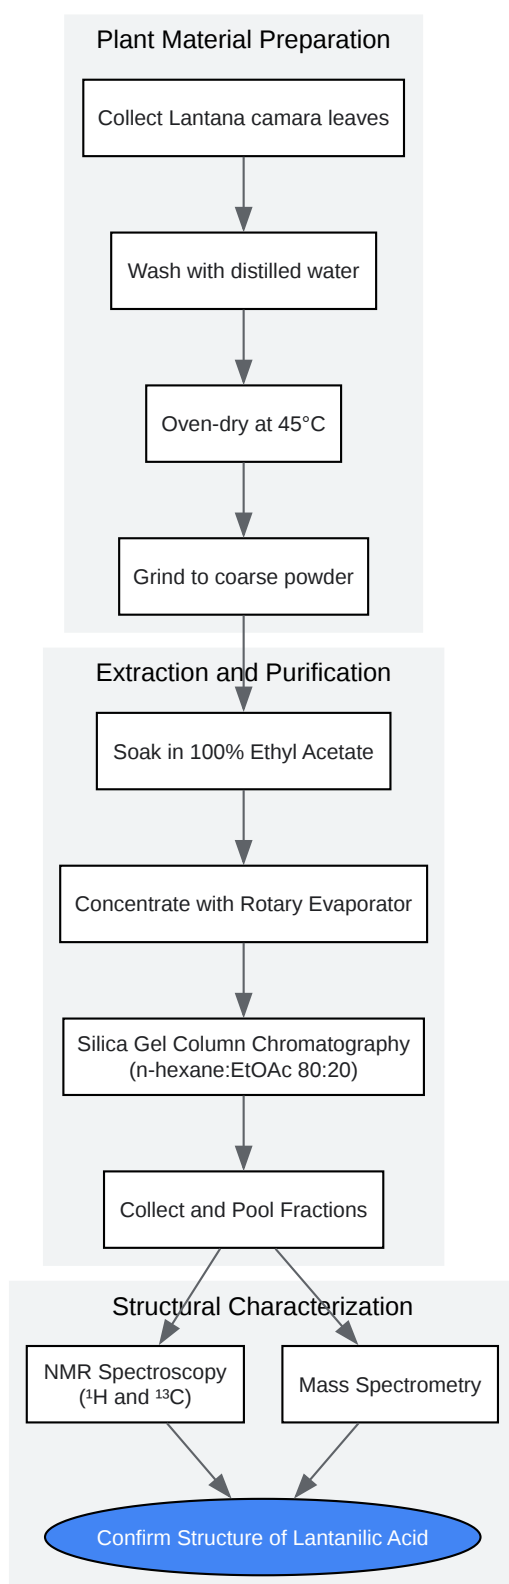 Plant Material Preparation
Collect Lantana camara leaves
Wash with distilled water
Oven-dry at 45°C
Grind to coarse powder
Extraction and Purification
Soak in 100% Ethyl Acetate
Concentrate with Rotary Evaporator
Silica Gel Column Chromatography
(n-hexane:EtOAc 80:20)
Collect and Pool Fractions
Structural Characterization
NMR Spectroscopy
(¹H and ¹³C)
Mass Spectrometry
Confirm Structure of Lantanilic Acid